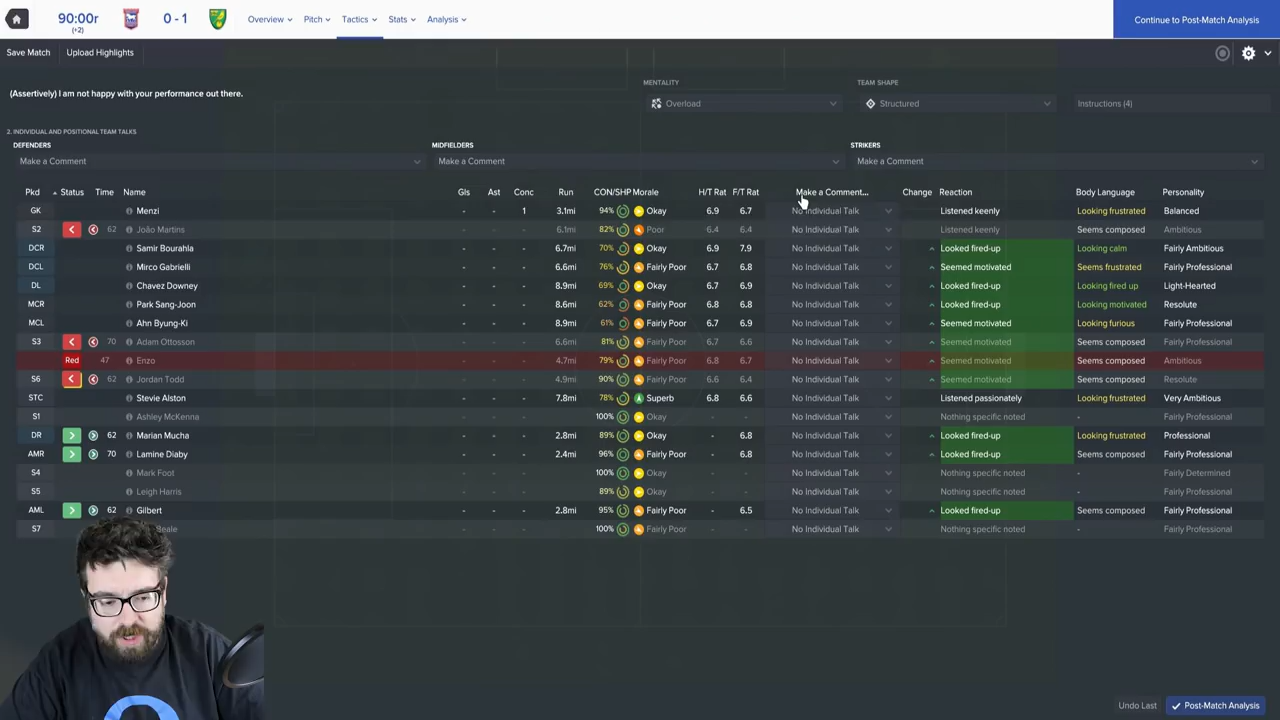 90:00r
(+2)
0 - 1
Overview
Pitch
Tactics
Stats
Analysis
Continue to Post-Match Analysis
Save Match
Upload Highlights
(Assertively) I am not happy with your performance out there.
MENTALITY
Overload
TEAM SHAPE
Structured
Instructions (4)
2. INDIVIDUAL AND POSITIONAL TEAM TALKS
DEFENDERS
MIDFIELDERS
STRIKERS
Make a Comment
Make a Comment
Make a Comment
Pkd Status Time Name Gls Ast Conc Run CON/SHP Morale H/T Rat F/T Rat Make a Comment... Change Reaction Body Language Personality
GK Menzi - - 1 3.1mi 94% Okay 6.9 6.7 No Individual Talk Listened keenly Looking frustrated Balanced
S2 62 João Martins - - - 6.1mi 82% Poor 6.4 6.4 No Individual Talk Listened keenly Seems composed Ambitious
DCR Samir Bourahla - - - 6.7mi 70% Okay 6.9 7.9 No Individual Talk Looked fired-up Looking calm Fairly Ambitious
DCL Mirco Gabrielli - - - 6.6mi 76% Fairly Poor 6.7 6.8 No Individual Talk Seemed motivated Seems frustrated Fairly Professional
DL Chavez Downey - - - 8.9mi 69% Okay 6.7 6.9 No Individual Talk Looked fired-up Looking fired up Light-Hearted
MCR Park Sang-Joon - - - 8.6mi 62% Fairly Poor 6.8 6.8 No Individual Talk Looked fired-up Looking motivated Resolute
MCL Ahn Byung-Ki - - - 8.9mi 61% Fairly Poor 6.7 6.9 No Individual Talk Seemed motivated Looking furious Fairly Professional
S3 70 Adam Ottosson - - - 6.6mi 81% Fairly Poor 6.7 6.6 No Individual Talk Seemed motivated Seems composed Fairly Professional
Red 47 Enzo - - - 4.7mi 79% Fairly Poor 6.8 6.7 No Individual Talk Seemed motivated Seems composed Ambitious
S6 62 Jordan Todd - - - 4.9mi 90% Fairly Poor 6.6 6.4 No Individual Talk Seemed motivated Seems composed Resolute
STC Stevie Alston - - - 7.8mi 78% Superb 6.8 6.6 No Individual Talk Listened passionately Looking frustrated Very Ambitious
S1 Ashley McKenna - - - - 100% Okay - - No Individual Talk Nothing specific noted - Fairly Professional
DR 62 Marian Mucha - - - 2.8mi 89% Okay - 6.8 No Individual Talk Looked fired-up Looking frustrated Professional
AMR 70 Lamine Diaby - - - 2.4mi 96% Fairly Poor - 6.8 No Individual Talk Looked fired-up Seems composed Fairly Professional
S4 Mark Foot - - - - 100% Okay - - No Individual Talk Nothing specific noted - Fairly Determined
S5 Leigh Harris - - - - 89% Okay - - No Individual Talk Nothing specific noted - Fairly Professional
AML 62 Gilbert - - - 2.8mi 95% Fairly Poor - 6.5 No Individual Talk Looked fired-up Seems composed Fairly Professional
S7 - - - - 100% Fairly Poor - - No Individual Talk Nothing specific noted - Fairly Professional
Undo Last
Post-Match Analysis